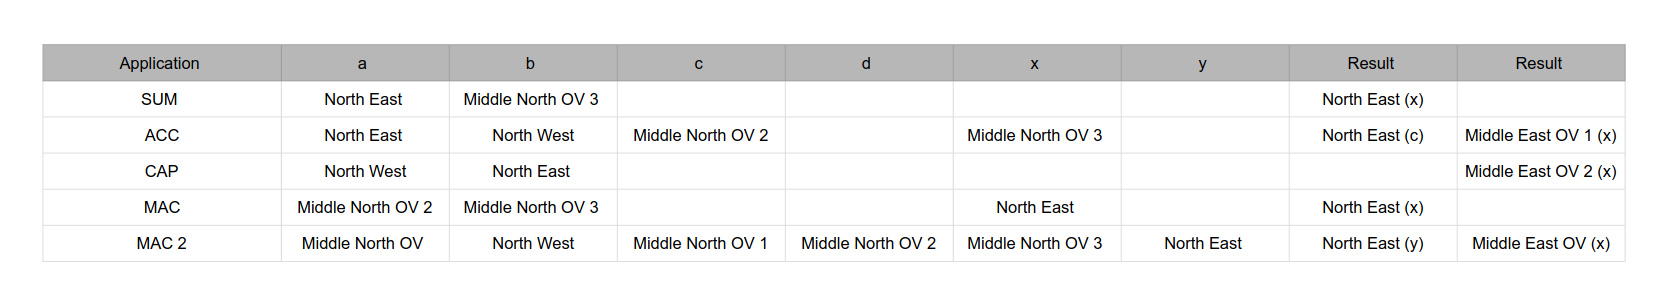 Application a b c d x y Result Result
SUM North East Middle North OV 3 North East (x)
ACC North East North West Middle North OV 2 Middle North OV 3 North East (c) Middle East OV 1 (x)
CAP North West North East Middle East OV 2 (x)
MAC Middle North OV 2 Middle North OV 3 North East North East (x)
MAC 2 Middle North OV North West Middle North OV 1 Middle North OV 2 Middle North OV 3 North East North East (y) Middle East OV (x)